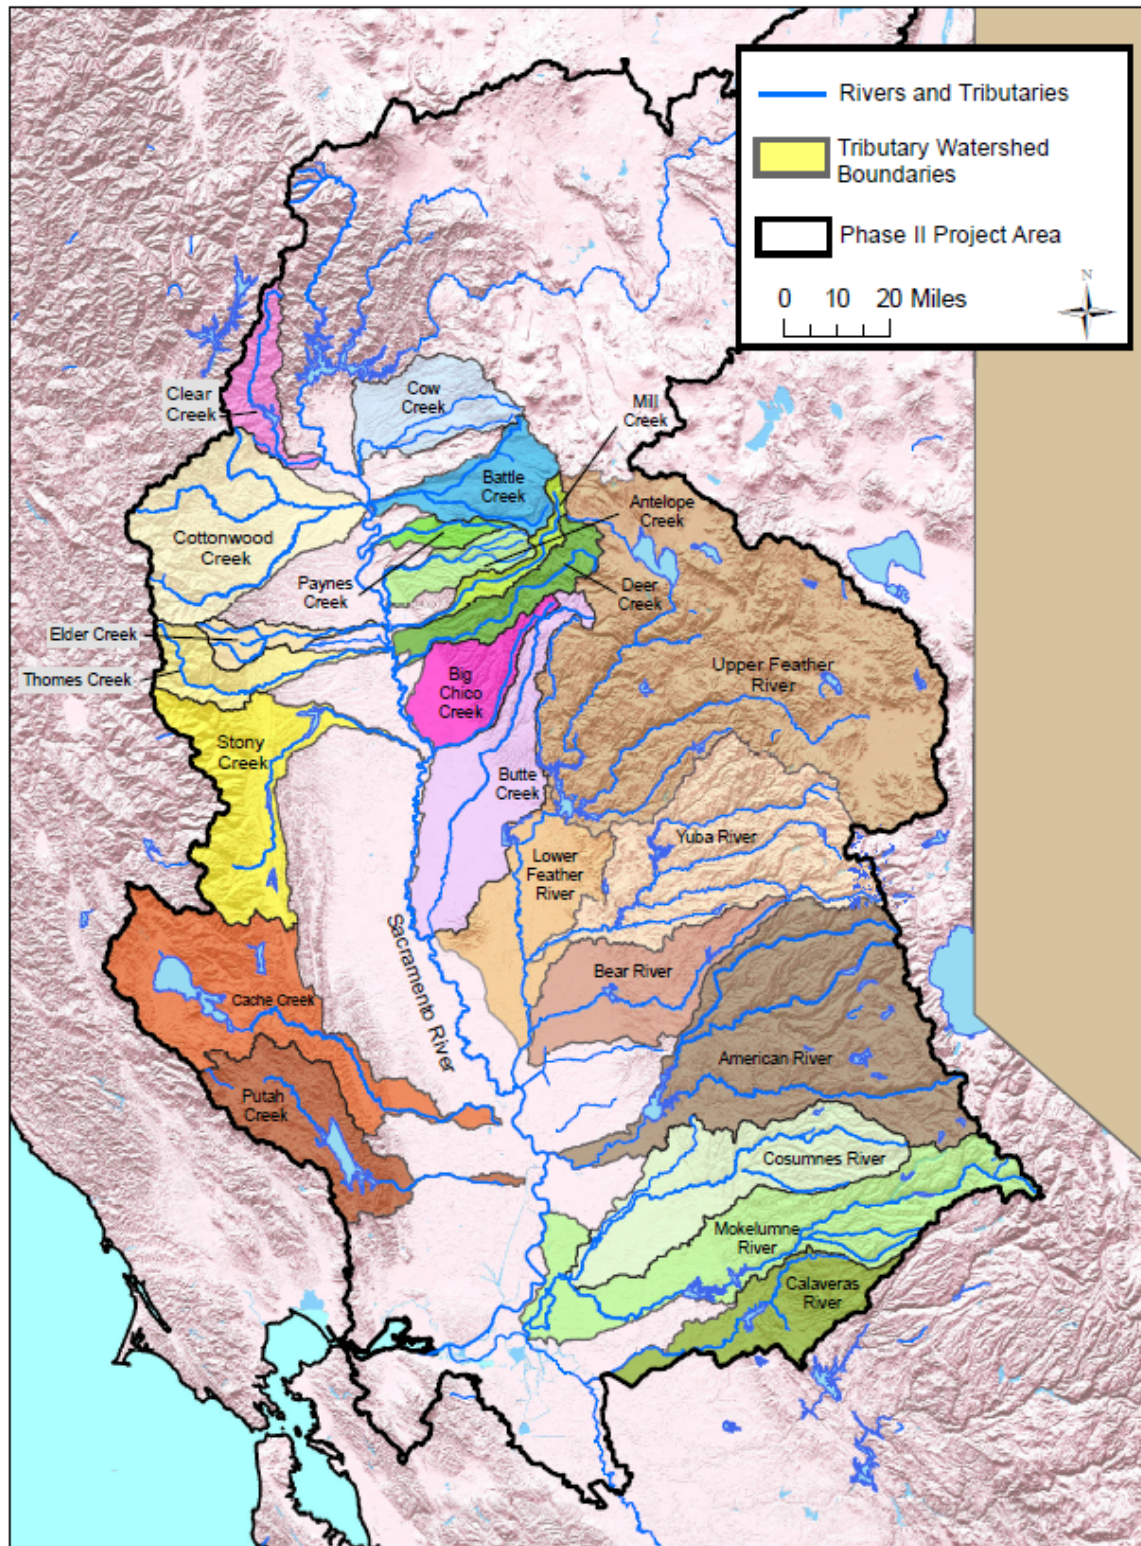 Rivers and Tributaries
Tributary Watershed
Boundaries
Phase II Project Area
N
0 10 20 Miles
Clear
Creek
Cow
Creek
Mill
Creek
Battle
Creek
Antelope
Creek
Cottonwood
Creek
Paynes
Creek
Deer
Creek
Elder Creek
Thomes Creek
Big
Chico
Creek
Upper Feather
River
Stony
Creek
Butte
Creek
Yuba River
Lower
Feather
River
Sacramento River
Bear River
Cache Creek
American River
Putah
Creek
Cosumnes River
Mokelumne
River
Calaveras
River